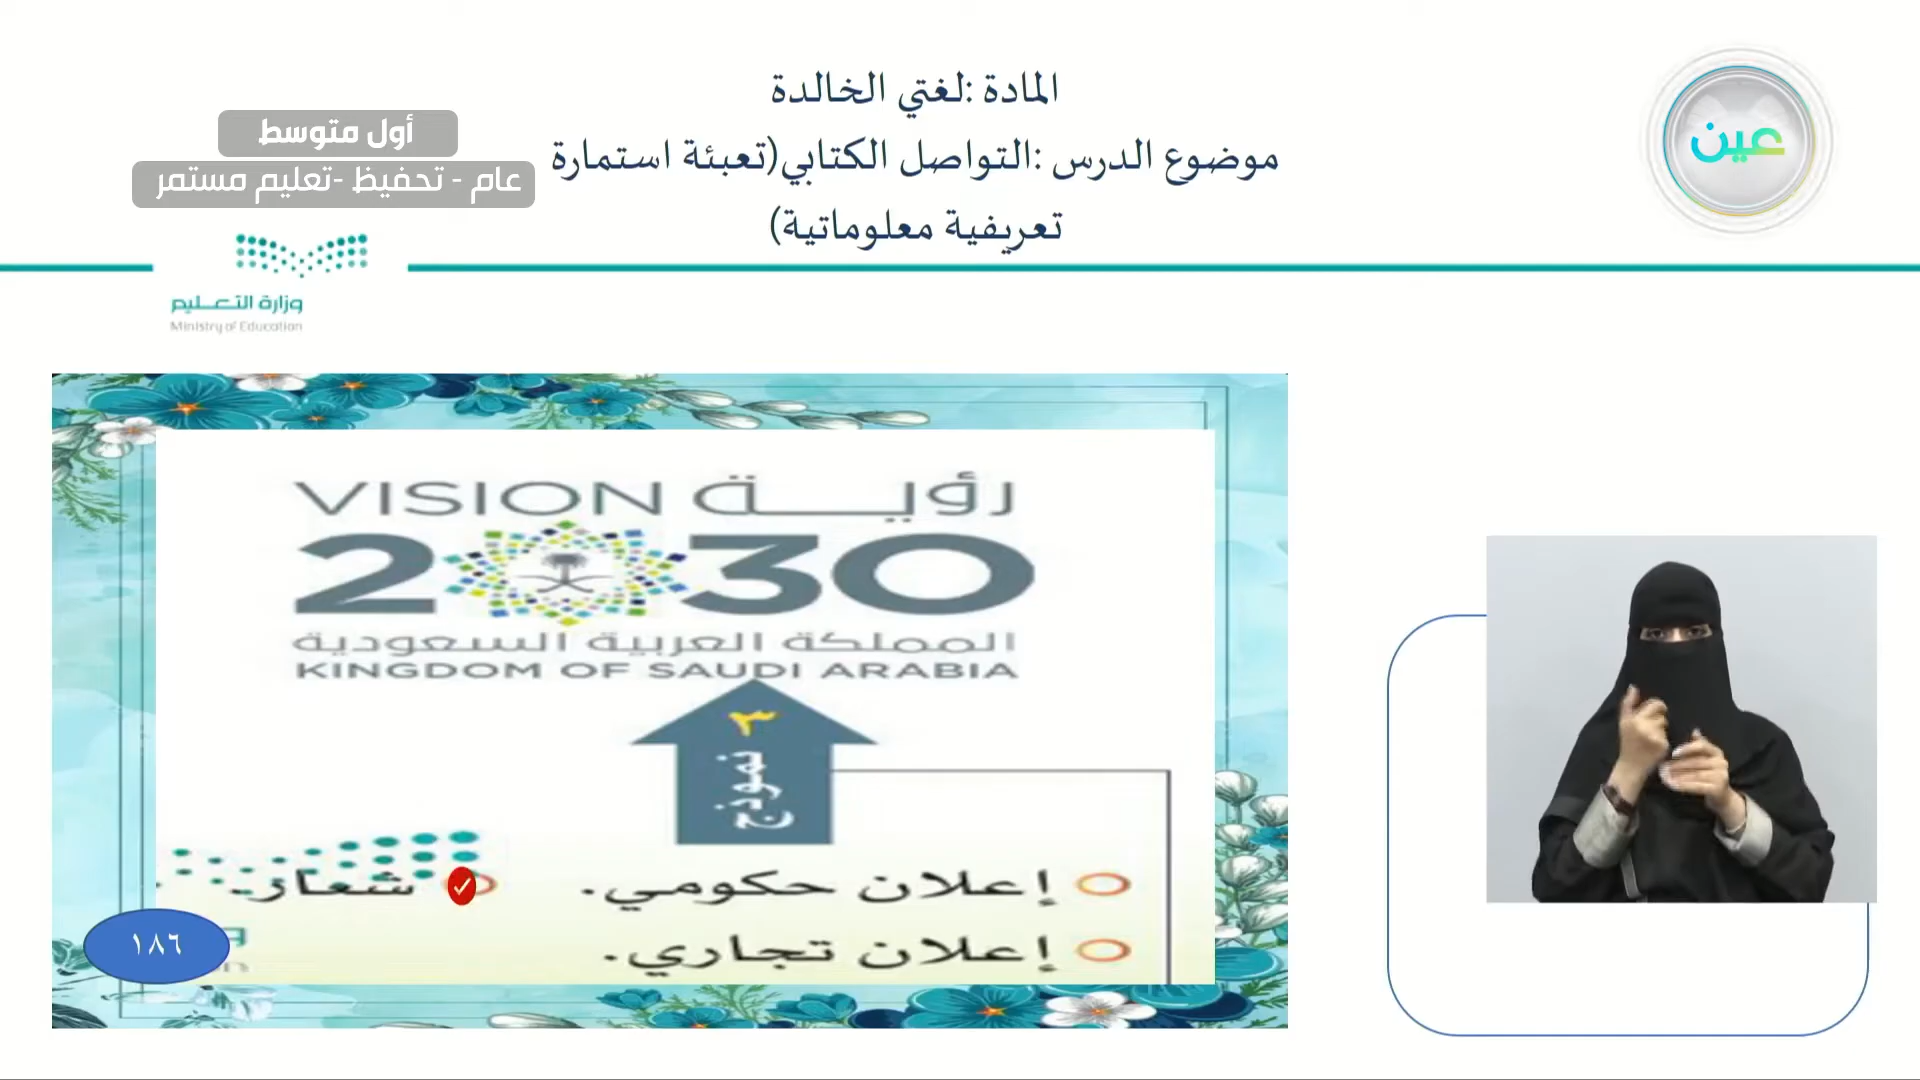 المادة :لغتي الخالدة
موضوع الدرس :التواصل الكتابي(تعبئة استمارة
تعريفية معلوماتية)
عين
أول متوسط
عام - تحفيظ -تعليم مستمر
وزارة التعليم
Ministry of Education
VISION رؤية
2030
المملكة العربية السعودية
KINGDOM OF SAUDI ARABIA
٣
نموذج
إعلان حكومي.
شعار.
إعلان تجاري.
١٨٦